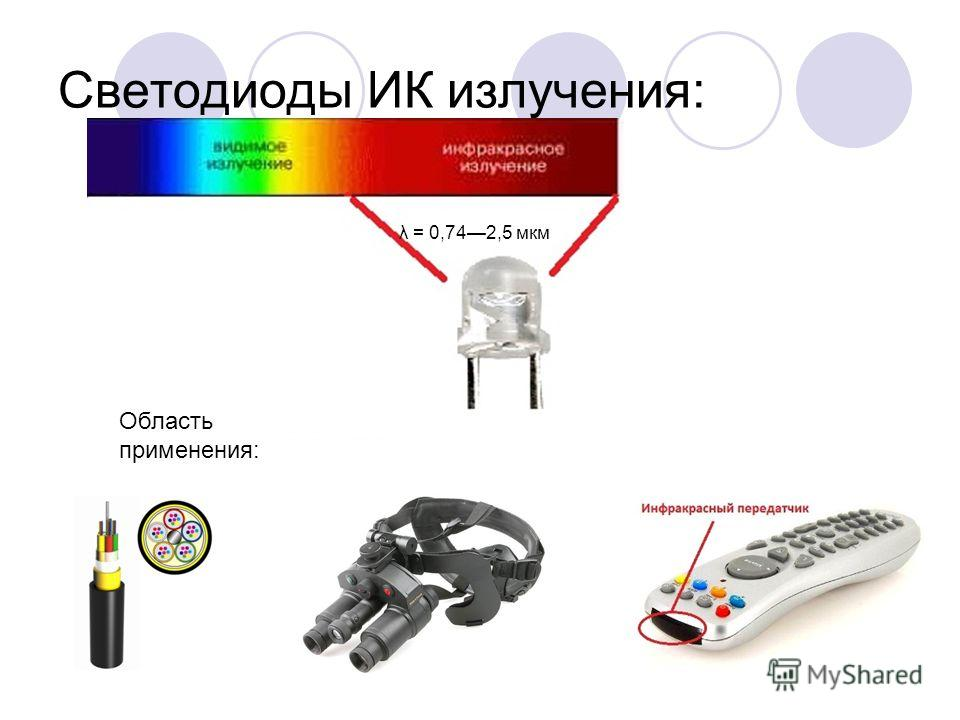 Светодиоды ИК излучения:
видимое
излучение
инфракрасное
излучение
λ = 0,74—2,5 мкм
Область
применения:
Инфракрасный передатчик
MyShared